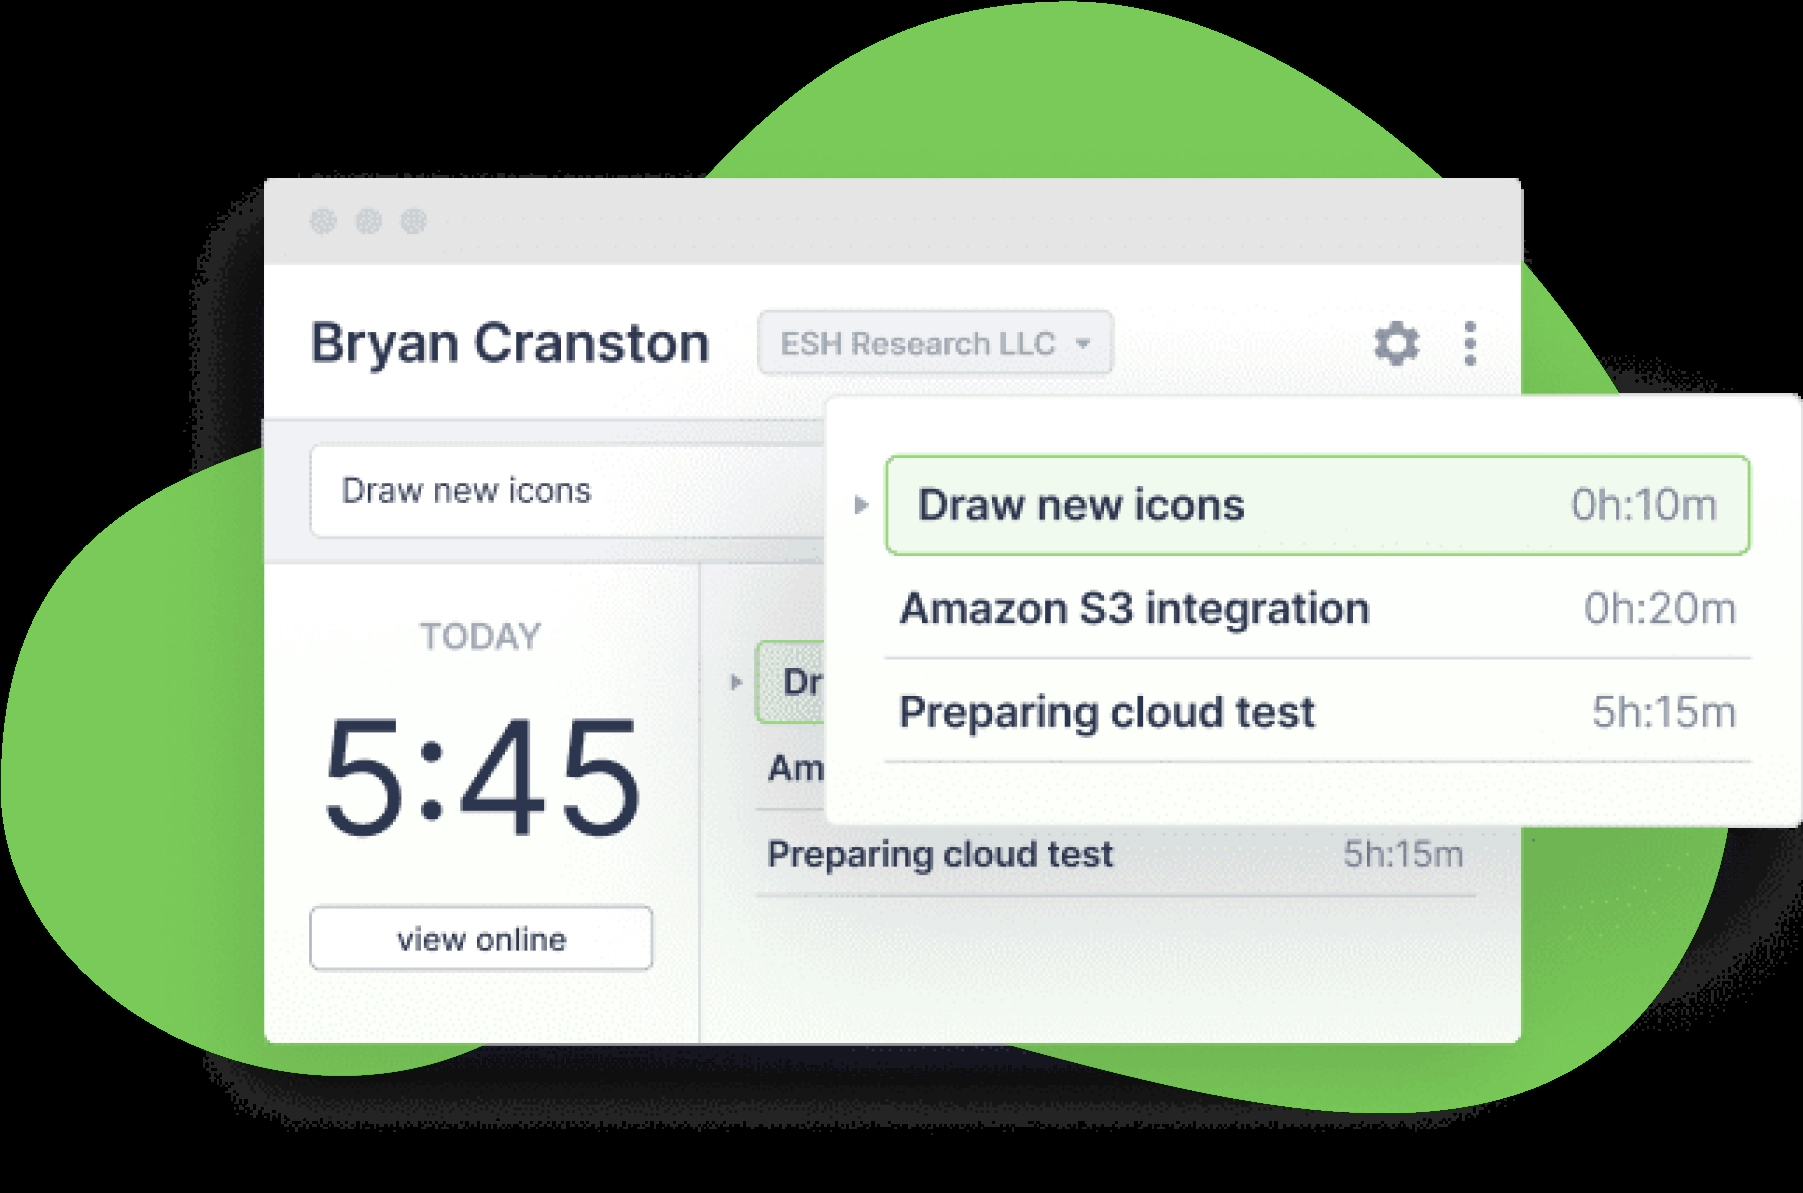 Bryan Cranston
ESH Research LLC
Draw new icons
Draw new icons 0h:10m
Amazon S3 integration 0h:20m
Preparing cloud test 5h:15m
TODAY
5:45
view online
Dr
Am
Preparing cloud test 5h:15m